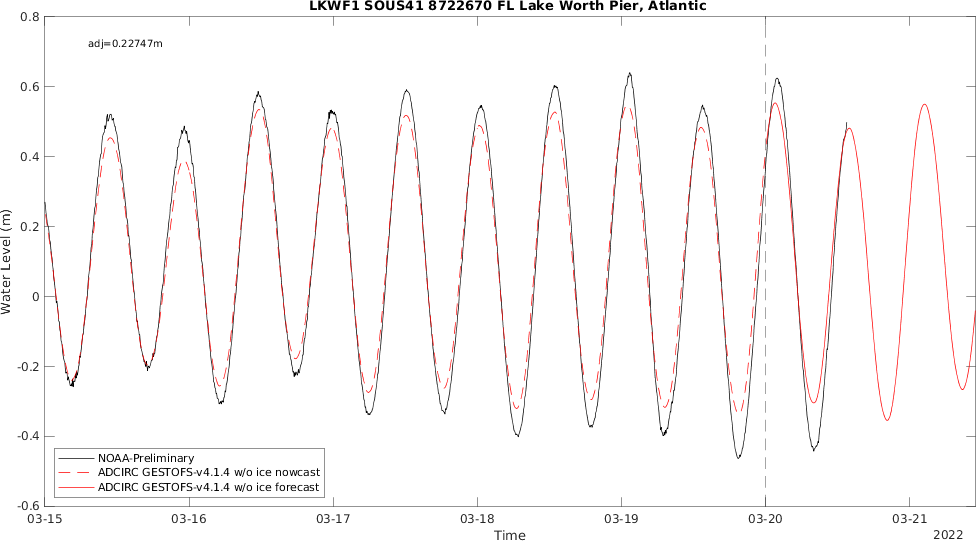 LKWF1 SOUS41 8722670 FL Lake Worth Pier, Atlantic
adj=0.22747m
Water Level (m)
0.8
0.6
0.4
0.2
0
-0.2
-0.4
-0.6
NOAA-Preliminary
ADCIRC GESTOFS-v4.1.4 w/o ice nowcast
ADCIRC GESTOFS-v4.1.4 w/o ice forecast
03-15 03-16 03-17 03-18 03-19 03-20 03-21
Time
2022